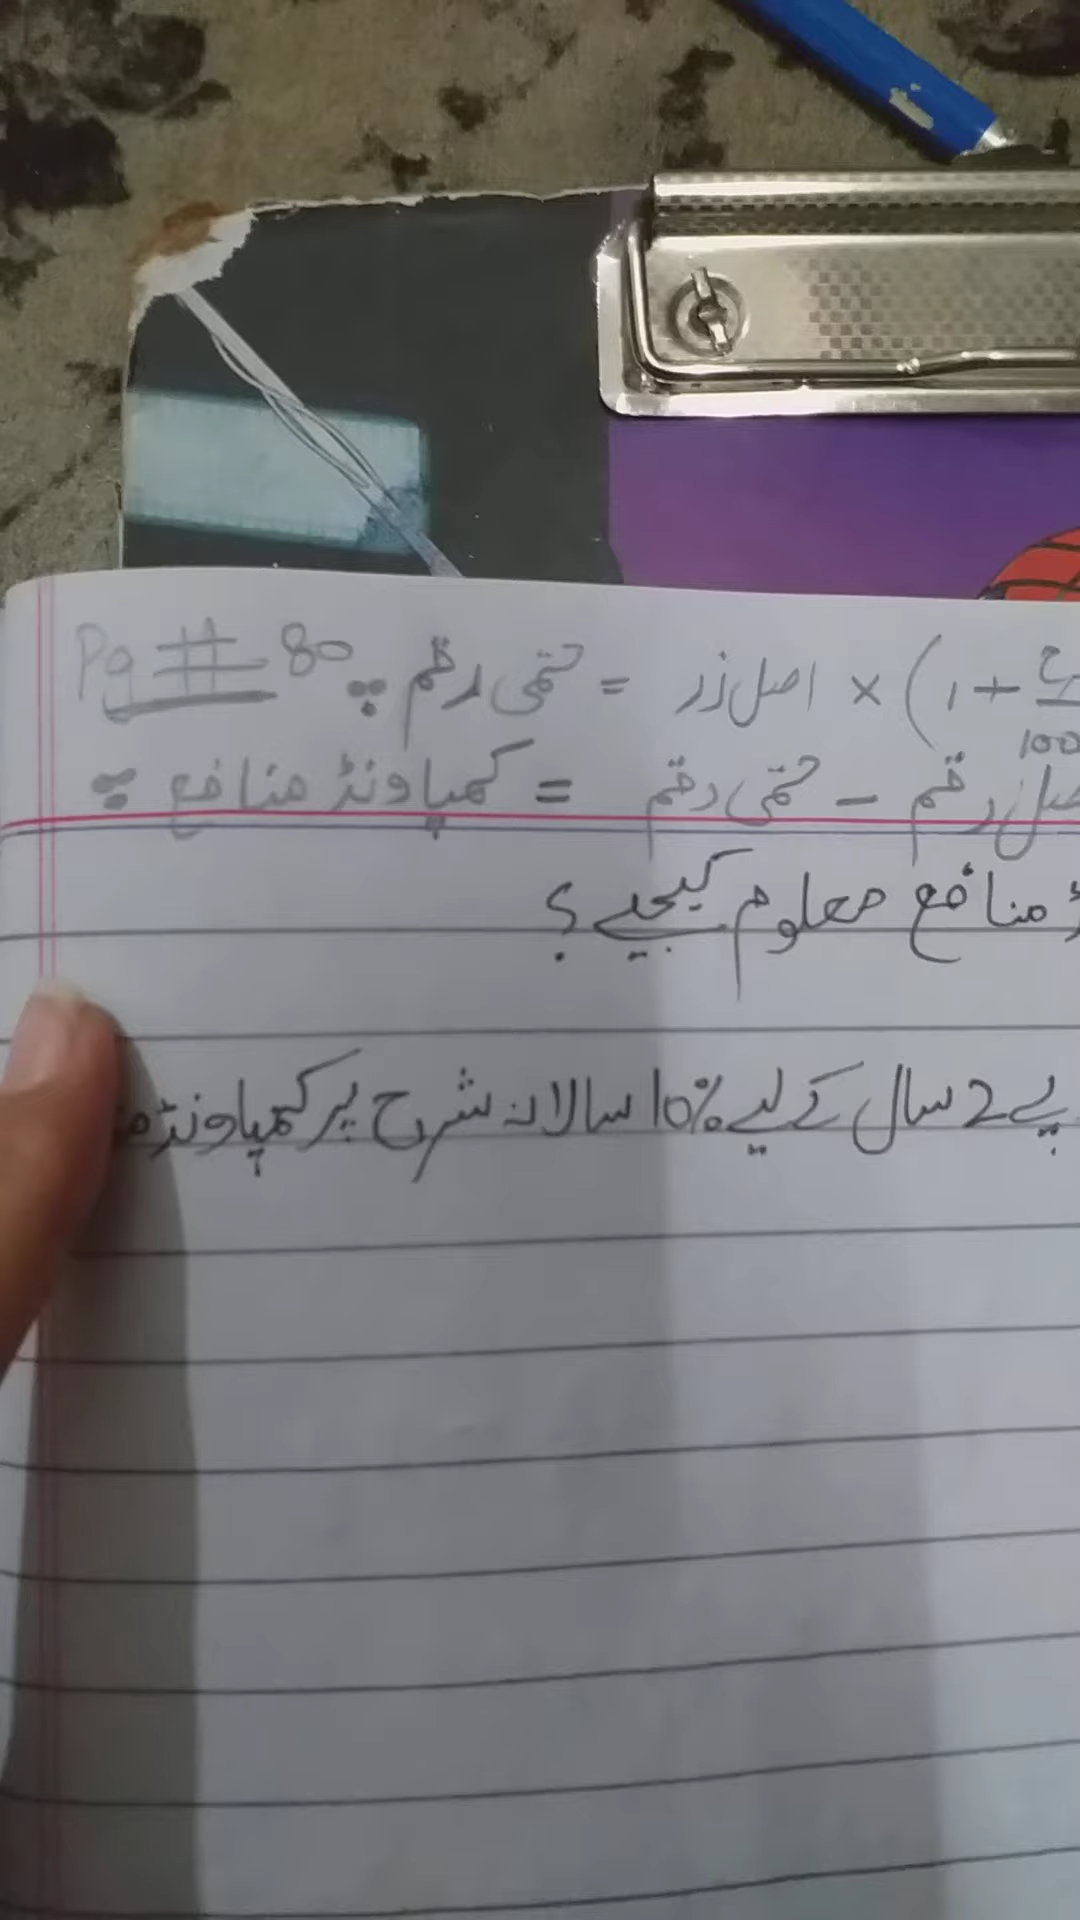 Pg # 80
حتمی رقم = اصل زر × (1 + ح/100
کمپاونڈ منافع = حتمی رقم - اصل رقم
منافع معلوم کیجیے؟
پے 2 سال کے لیے 10% سالانہ شرح پر کمپاونڈ